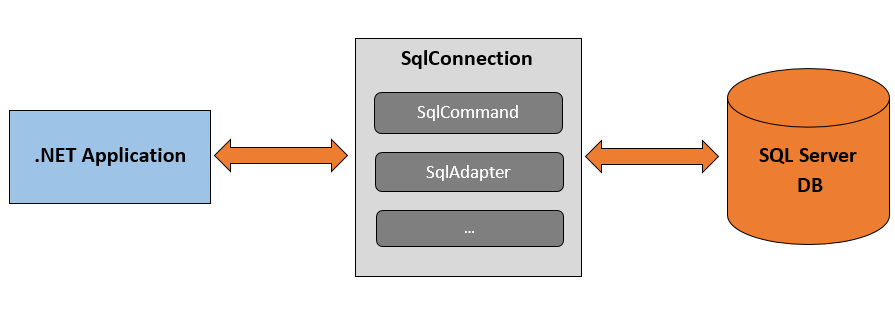 SqlConnection
SqlCommand
.NET Application
SqlAdapter
SQL Server
DB
...